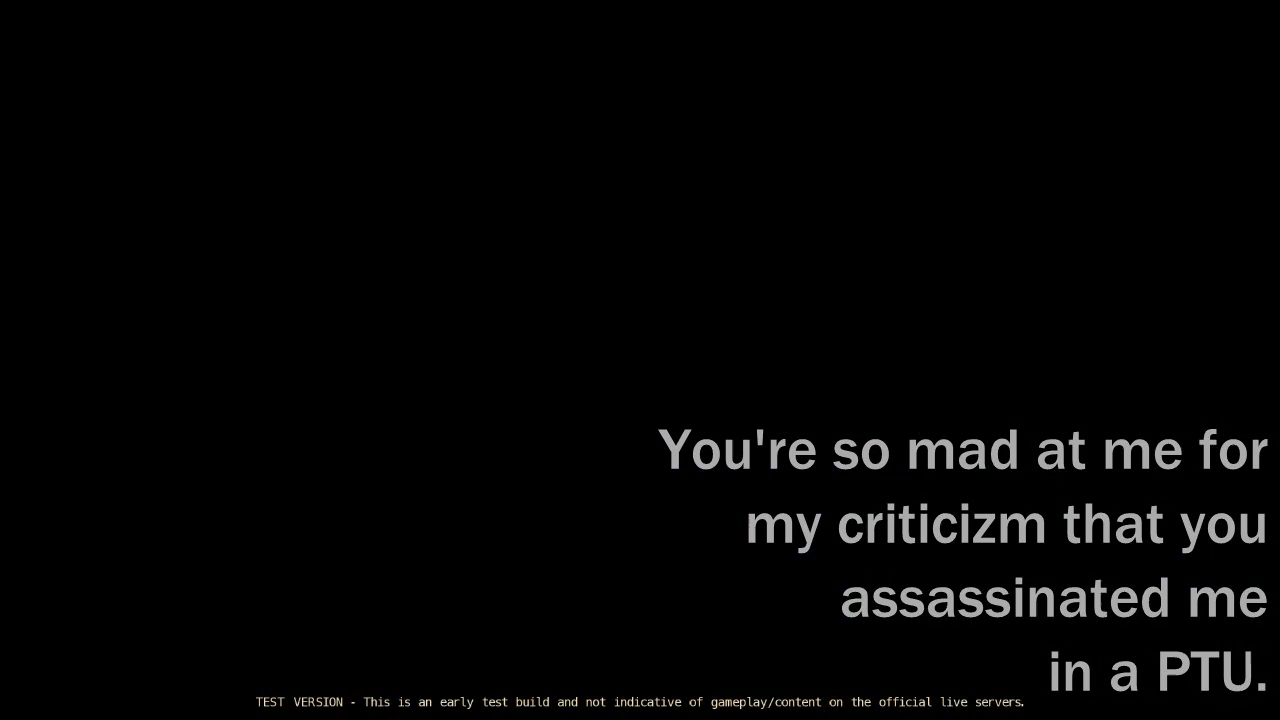 You're so mad at me for
my criticizm that you
assassinated me
in a PTU.
TEST VERSION - This is an early test build and not indicative of gameplay/content on the official live servers.